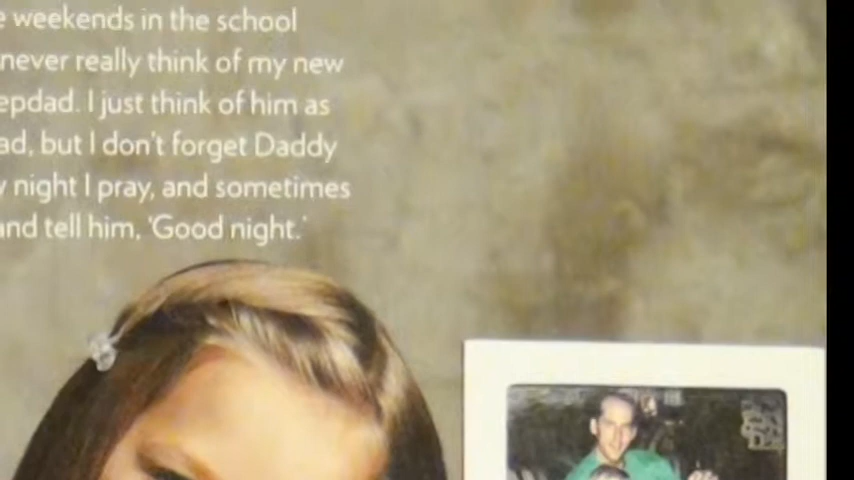 e weekends in the school
never really think of my new
epdad. I just think of him as
ad, but I don't forget Daddy
y night I pray, and sometimes
and tell him, 'Good night.'